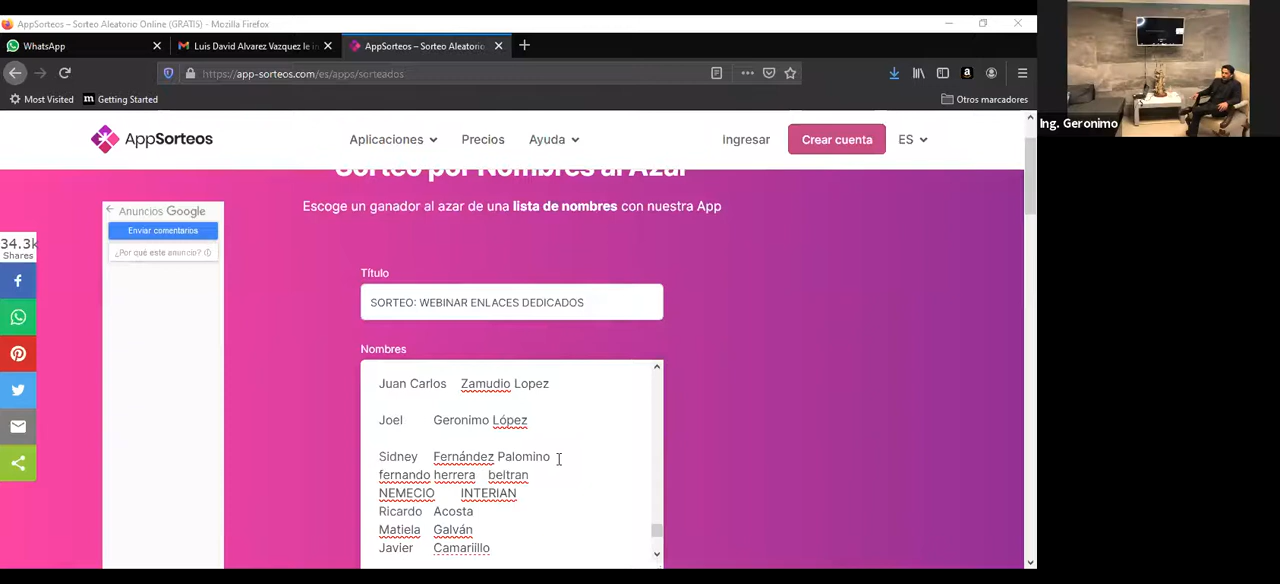 AppSorteos – Sorteo Aleatorio Online (GRATIS) - Mozilla Firefox
WhatsApp
Luis David Alvarez Vazquez le in
AppSorteos – Sorteo Aleatorio
https://app-sorteos.com/es/apps/sorteados
Most Visited
Getting Started
Otros marcadores
Ing. Geronimo
AppSorteos
Aplicaciones
Precios
Ayuda
Ingresar
Crear cuenta
ES
Sorteo por Nombres al Azar
Escoge un ganador al azar de una lista de nombres con nuestra App
Anuncios Google
Enviar comentarios
¿Por qué este anuncio?
34.3k
Shares
Título
SORTEO: WEBINAR ENLACES DEDICADOS
Nombres
Juan Carlos Zamudio Lopez
Joel Geronimo López
Sidney Fernández Palomino
fernando herrera beltran
NEMECIO INTERIAN
Ricardo Acosta
Matiela Galván
Javier Camariillo